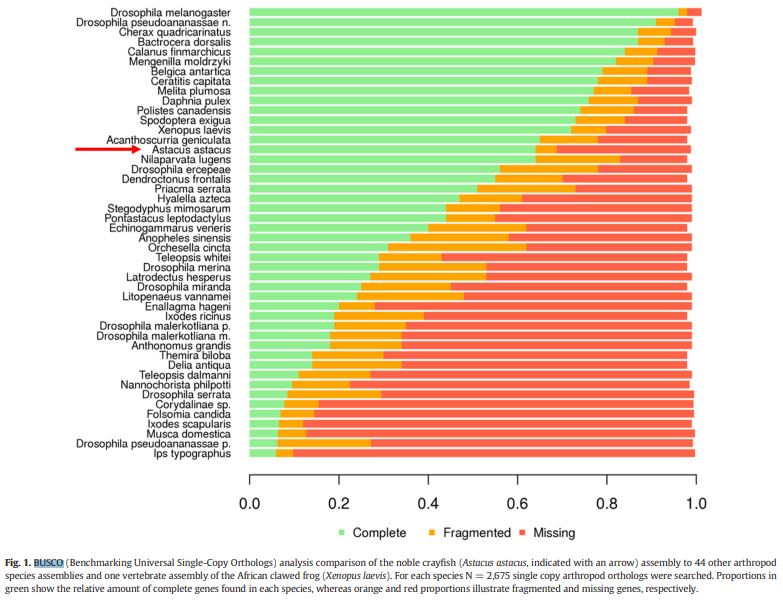 Drosophila melanogaster
Drosophila pseudoananassae n.
Cherax quadricarinatus
Bactrocera dorsalis
Calanus finmarchicus
Mengenilla moldrzyki
Belgica antartica
Ceratitis capitata
Melita plumosa
Daphnia pulex
Polistes canadensis
Spodoptera exigua
Xenopus laevis
Acanthoscurria geniculata
Astacus astacus
Nilaparvata lugens
Drosophila ercepeae
Dendroctonus frontalis
Priacma serrata
Hyalella azteca
Stegodyphus mimosarum
Pontastacus leptodactylus
Echinogammarus veneris
Anopheles sinensis
Orchesella cincta
Teleopsis whitei
Drosophila merina
Latrodectus hesperus
Drosophila miranda
Litopenaeus vannamei
Enallagma hageni
Ixodes ricinus
Drosophila malerkotliana p.
Drosophila malerkotliana m.
Anthonomus grandis
Themira biloba
Delia antiqua
Teleopsis dalmanni
Nannochorista philpotti
Drosophila serrata
Corydalinae sp.
Folsomia candida
Ixodes scapularis
Musca domestica
Drosophila pseudoananassae p.
Ips typographus
0.0 0.2 0.4 0.6 0.8 1.0
Complete Fragmented Missing
Fig. 1. BUSCO (Benchmarking Universal Single-Copy Orthologs) analysis comparison of the noble crayfish (Astacus astacus, indicated with an arrow) assembly to 44 other arthropod
species assemblies and one vertebrate assembly of the African clawed frog (Xenopus laevis). For each species N = 2,675 single copy arthropod orthologs were searched. Proportions in
green show the relative amount of complete genes found in each species, whereas orange and red proportions illustrate fragmented and missing genes, respectively.